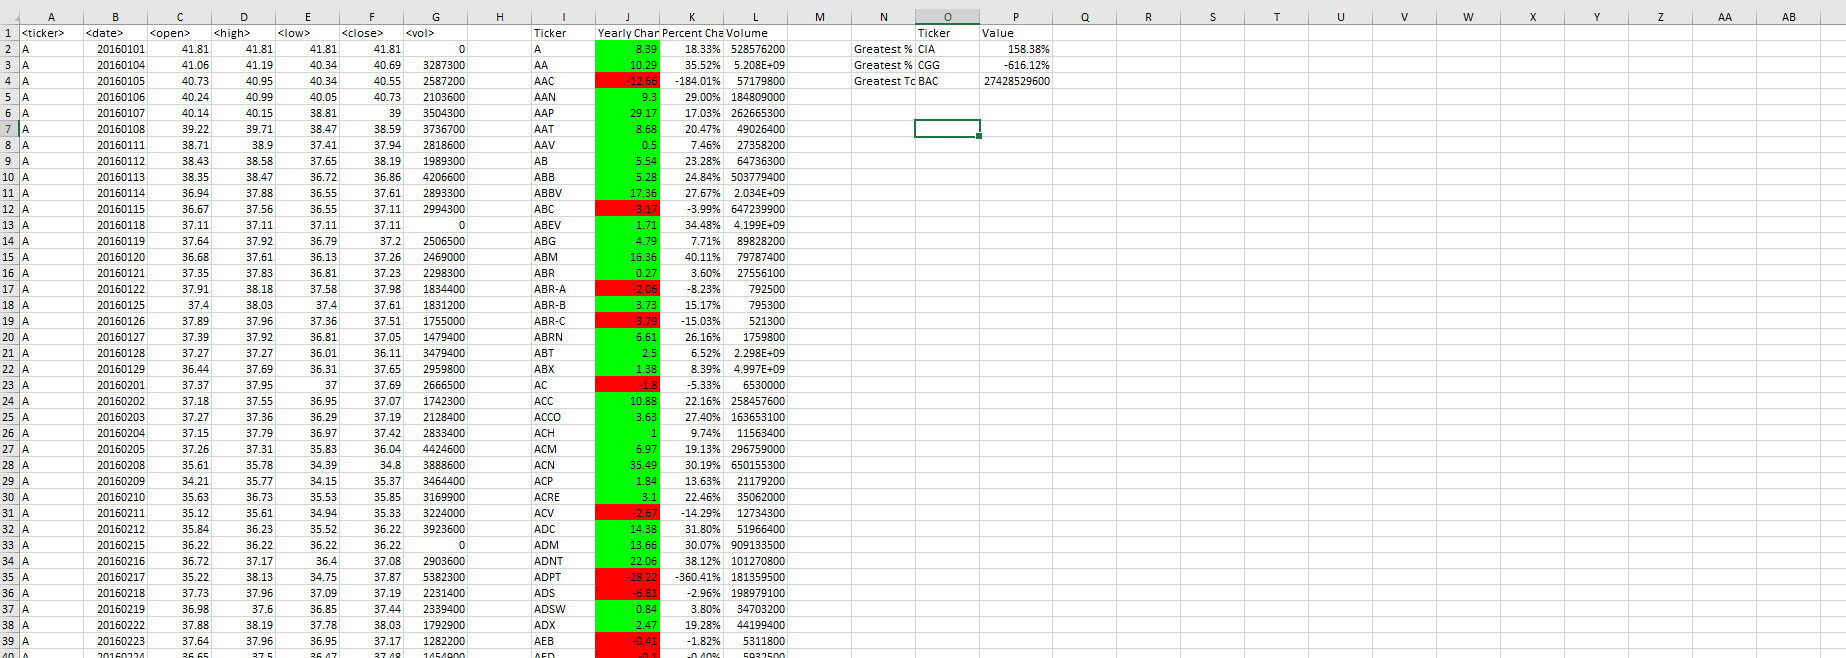 A B C D E F G H I J K L M N O P Q R S T U V W X Y Z AA AB
1 <ticker> <date> <open> <high> <low> <close> <vol> Ticker Yearly Char Percent Cha Volume Ticker Value
2 A 20160101 41.81 41.81 41.81 41.81 0 A 8.39 18.33% 528576200 Greatest % CIA 158.38%
3 A 20160104 41.06 41.19 40.34 40.69 3287300 AA 10.29 35.52% 5.208E+09 Greatest % CGG -616.12%
4 A 20160105 40.73 40.95 40.34 40.55 2587200 AAC -12.66 -184.01% 57179800 Greatest Tc BAC 27428529600
5 A 20160106 40.24 40.99 40.05 40.73 2103600 AAN 9.3 29.00% 184809000
6 A 20160107 40.14 40.15 38.81 39 3504300 AAP 29.17 17.03% 262665300
7 A 20160108 39.22 39.71 38.47 38.59 3736700 AAT 8.68 20.47% 49026400
8 A 20160111 38.71 38.9 37.41 37.94 2818600 AAV 0.5 7.46% 27358200
9 A 20160112 38.43 38.58 37.65 38.19 1989300 AB 5.54 23.28% 64736300
10 A 20160113 38.35 38.47 36.72 36.86 4206600 ABB 5.28 24.84% 503779400
11 A 20160114 36.94 37.88 36.55 37.61 2893300 ABBV 17.36 27.67% 2.034E+09
12 A 20160115 36.67 37.56 36.55 37.11 2994300 ABC -3.17 -3.99% 647239900
13 A 20160118 37.11 37.11 37.11 37.11 0 ABEV 1.71 34.48% 4.199E+09
14 A 20160119 37.64 37.92 36.79 37.2 2506500 ABG 4.79 7.71% 89828200
15 A 20160120 36.68 37.61 36.13 37.26 2469000 ABM 16.36 40.11% 79787400
16 A 20160121 37.35 37.83 36.81 37.23 2298300 ABR 0.27 3.60% 27556100
17 A 20160122 37.91 38.18 37.58 37.98 1834400 ABR-A -2.06 -8.23% 792500
18 A 20160125 37.4 38.03 37.4 37.61 1831200 ABR-B 3.73 15.17% 795300
19 A 20160126 37.89 37.96 37.36 37.51 1755000 ABR-C -3.79 -15.03% 521300
20 A 20160127 37.39 37.92 36.81 37.05 1479400 ABRN 6.61 26.16% 1759800
21 A 20160128 37.27 37.27 36.01 36.11 3479400 ABT 2.5 6.52% 2.298E+09
22 A 20160129 36.44 37.69 36.31 37.65 2959800 ABX 1.38 8.39% 4.997E+09
23 A 20160201 37.37 37.95 37 37.69 2666500 AC -1.8 -5.33% 6530000
24 A 20160202 37.18 37.55 36.95 37.07 1742300 ACC 10.88 22.16% 258457600
25 A 20160203 37.27 37.36 36.29 37.19 2128400 ACCO 3.63 27.40% 163653100
26 A 20160204 37.15 37.79 36.97 37.42 2833400 ACH 1 9.74% 11563400
27 A 20160205 37.26 37.31 35.83 36.04 4424600 ACM 6.97 19.13% 296759000
28 A 20160208 35.61 35.78 34.39 34.8 3888600 ACN 35.49 30.19% 650155300
29 A 20160209 34.21 35.77 34.15 35.37 3464400 ACP 1.84 13.63% 21179200
30 A 20160210 35.63 36.73 35.53 35.85 3169900 ACRE 3.1 22.46% 35062000
31 A 20160211 35.12 35.61 34.94 35.33 3224000 ACV -2.67 -14.29% 12734300
32 A 20160212 35.84 36.23 35.52 36.22 3923600 ADC 14.38 31.80% 51966400
33 A 20160215 36.22 36.22 36.22 36.22 0 ADM 13.66 30.07% 909133500
34 A 20160216 36.72 37.17 36.4 37.08 2903600 ADNT 22.06 38.12% 101270800
35 A 20160217 35.22 38.13 34.75 37.87 5382300 ADPT -28.22 -360.41% 181359500
36 A 20160218 37.73 37.96 37.09 37.19 2231400 ADS -6.81 -2.96% 198979100
37 A 20160219 36.98 37.6 36.85 37.44 2339400 ADSW 0.84 3.80% 34703200
38 A 20160222 37.88 38.19 37.78 38.03 1792900 ADX 2.47 19.28% 44199400
39 A 20160223 37.64 37.96 36.95 37.17 1282200 AEB -0.41 -1.82% 5311800
40 A 20160224 36.65 37.5 36.47 37.48 1454900 AED -0.1 -0.40% 5932500